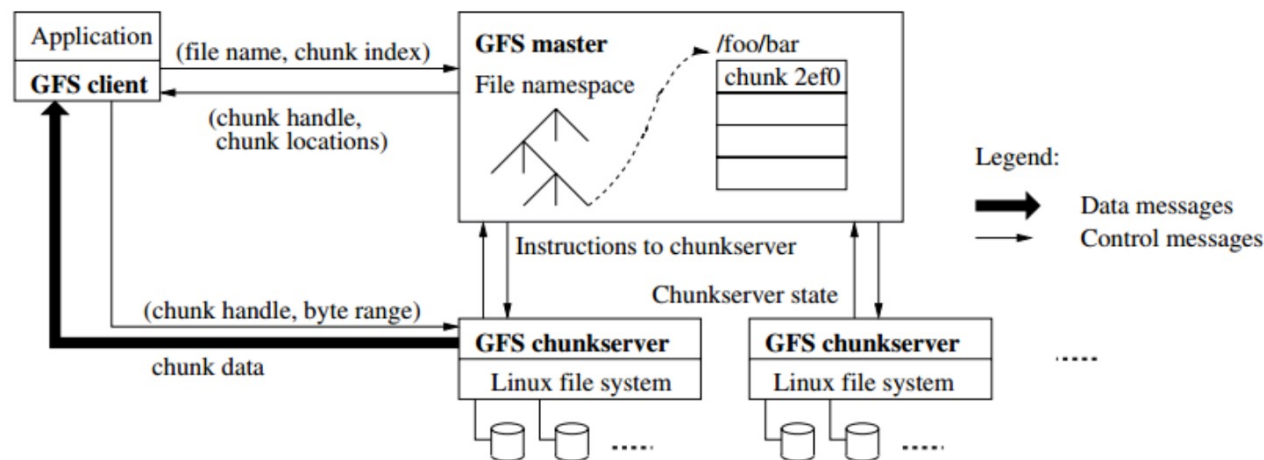 Application
GFS client
(file name, chunk index)
(chunk handle,
chunk locations)
GFS master
File namespace
/foo/bar
chunk 2ef0
Legend:
Data messages
Control messages
Instructions to chunkserver
Chunkserver state
(chunk handle, byte range)
chunk data
GFS chunkserver
Linux file system
GFS chunkserver
Linux file system